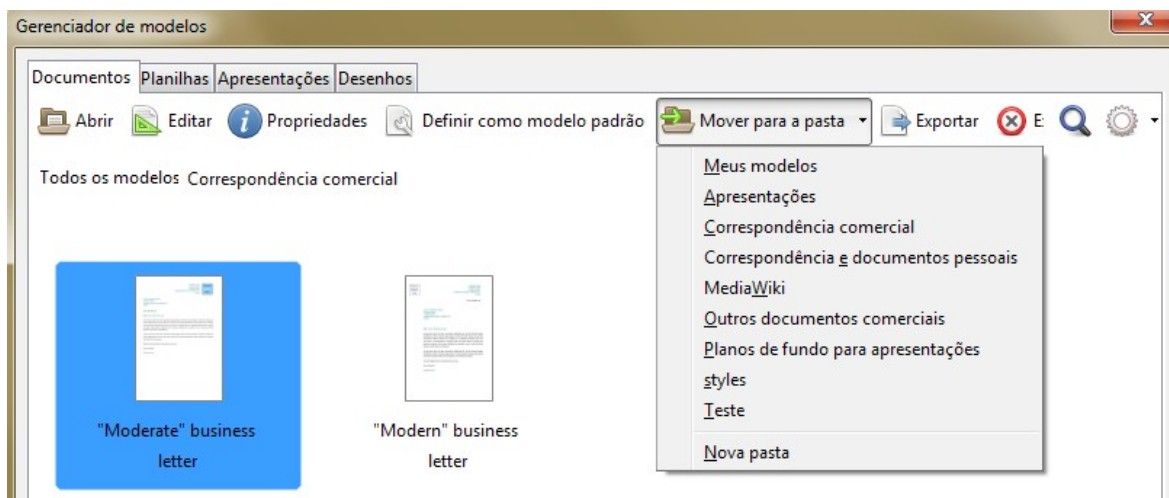 Gerenciador de modelos
Documentos Planilhas Apresentações Desenhos
Abrir Editar Propriedades Definir como modelo padrão Mover para a pasta Exportar E
Todos os modelos Correspondência comercial
Meus modelos
Apresentações
Correspondência comercial
Correspondência e documentos pessoais
MediaWiki
Outros documentos comerciais
Planos de fundo para apresentações
styles
Teste
Nova pasta
"Moderate" business
letter
"Modern" business
letter